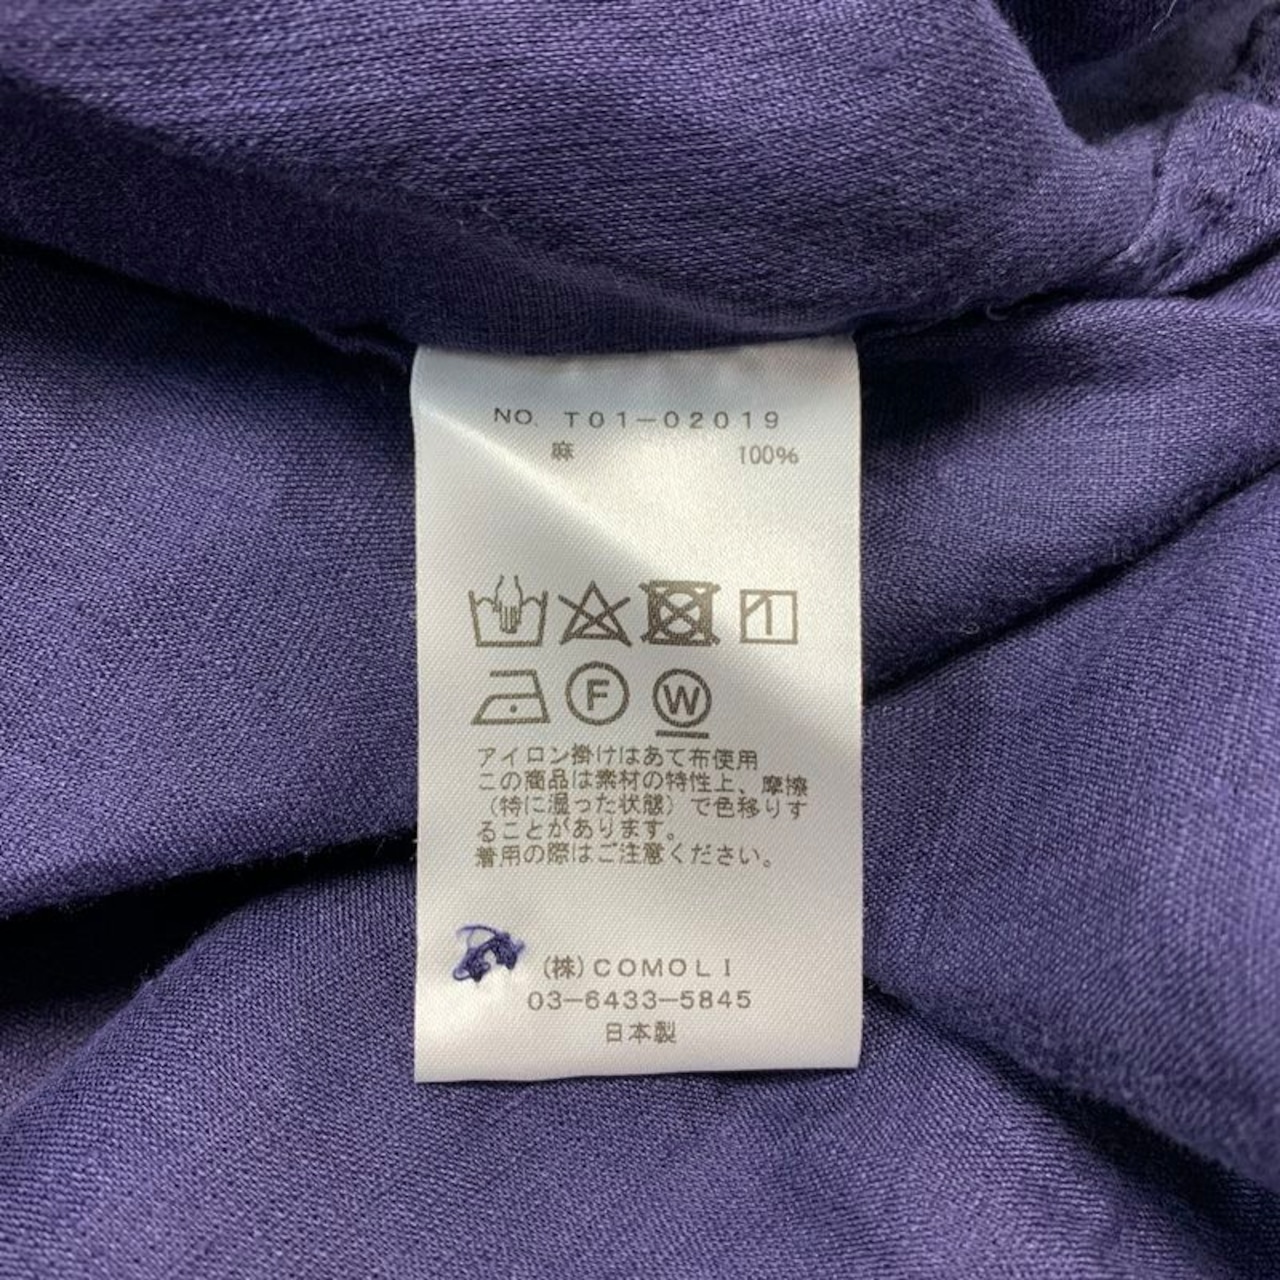 NO. T01-02019
麻 100%
F W
アイロン掛けはあて布使用
この商品は素材の特性上、摩擦
（特に湿った状態）で色移りす
ることがあります。
着用の際はご注意ください。
(株)COMOLI
03-6433-5845
日本製